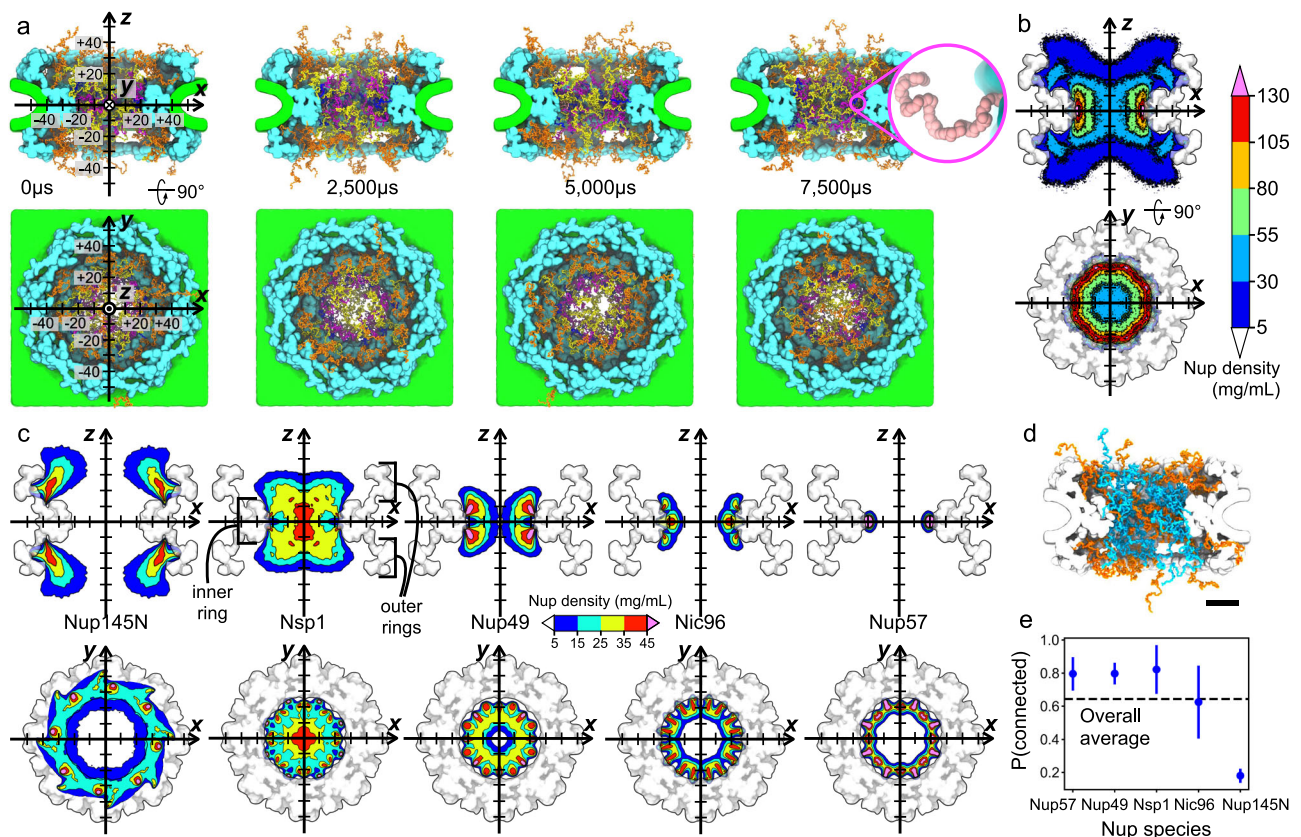 a
z
+40
+20
y
x
-40
-20
+20
+40
-20
-40
0µs
90°
2,500µs
5,000µs
7,500µs
y
+40
+20
z
x
-40
-20
+20
+40
-20
-40
b
z
x
y
90°
x
130
105
80
55
30
5
Nup density
(mg/mL)
c
z
z
z
z
z
x
x
x
x
x
inner
ring
outer
rings
Nup145N
Nsp1
Nup49
Nic96
Nup57
Nup density (mg/mL)
5 15 25 35 45
y
y
y
y
y
x
x
x
x
x
d
e
P(connected)
1.0
0.8
0.6
0.4
0.2
Overall
average
Nup57
Nup49
Nsp1
Nic96
Nup145N
Nup species